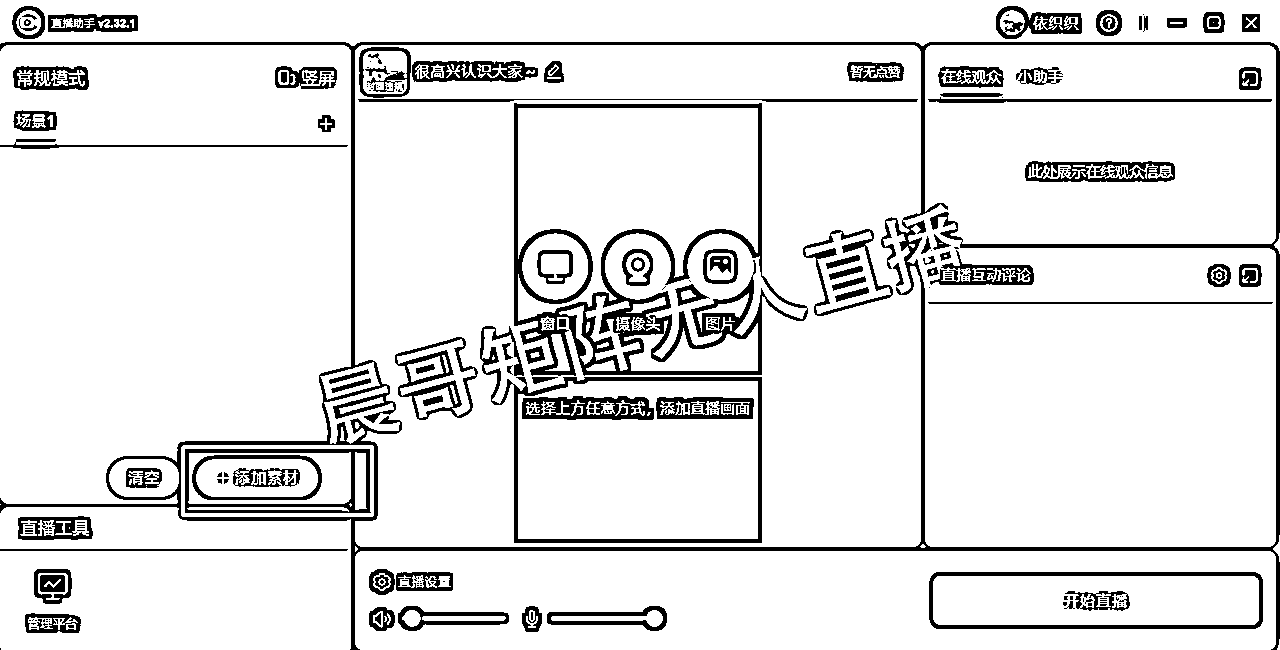 直播助手 v2.32.1
依织织
常规模式
竖屏
场景1
很高兴认识大家~
暂无点赞
在线观众 小助手
此处展示在线观众信息
直播互动评论
窗口 摄像头 图片
选择上方任意方式，添加直播画面
晨哥矩阵无人直播
清空
+ 添加素材
直播工具
管理平台
直播设置
开始直播